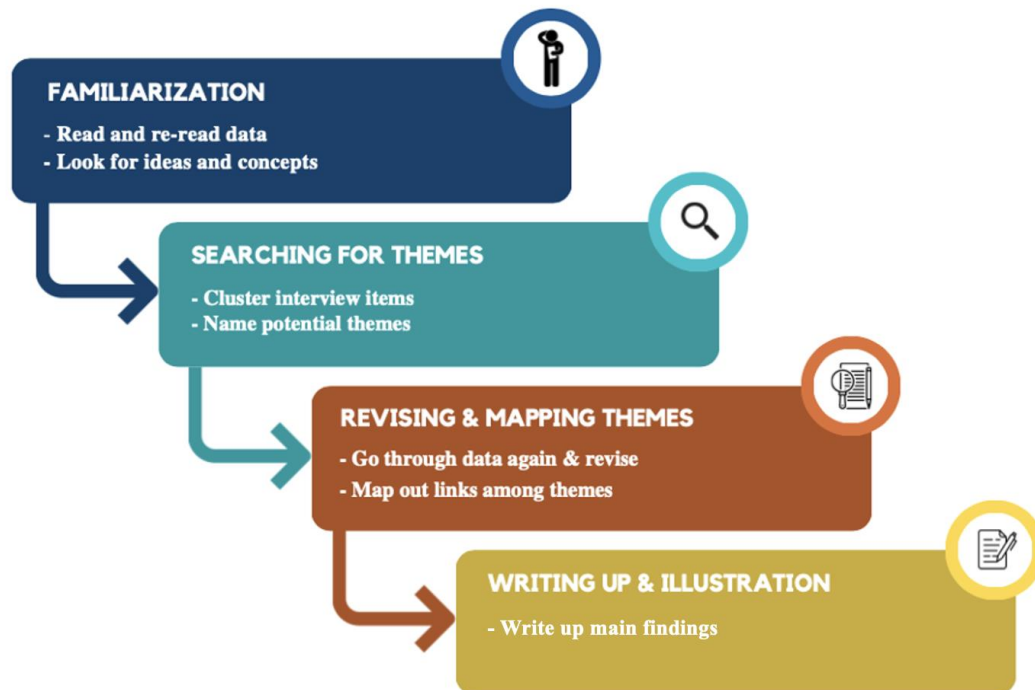 FAMILIARIZATION
- Read and re-read data
- Look for ideas and concepts
SEARCHING FOR THEMES
- Cluster interview items
- Name potential themes
REVISING & MAPPING THEMES
- Go through data again & revise
- Map out links among themes
WRITING UP & ILLUSTRATION
- Write up main findings